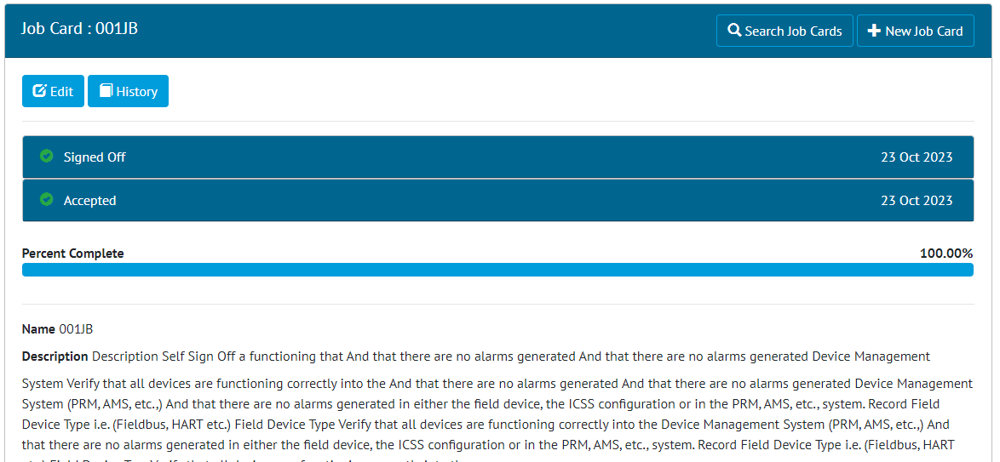 Job Card : 001JB
Search Job Cards
New Job Card
Edit
History
Signed Off
23 Oct 2023
Accepted
23 Oct 2023
Percent Complete
100.00%
Name 001JB
Description Description Self Sign Off a functioning that And that there are no alarms generated And that there are no alarms generated Device Management
System Verify that all devices are functioning correctly into the And that there are no alarms generated And that there are no alarms generated Device Management
System (PRM, AMS, etc.,) And that there are no alarms generated in either the field device, the ICSS configuration or in the PRM, AMS, etc., system. Record Field
Device Type i.e. (Fieldbus, HART etc.) Field Device Type Verify that all devices are functioning correctly into the Device Management System (PRM, AMS, etc.,) And
that there are no alarms generated in either the field device, the ICSS configuration or in the PRM, AMS, etc., system. Record Field Device Type i.e. (Fieldbus, HART